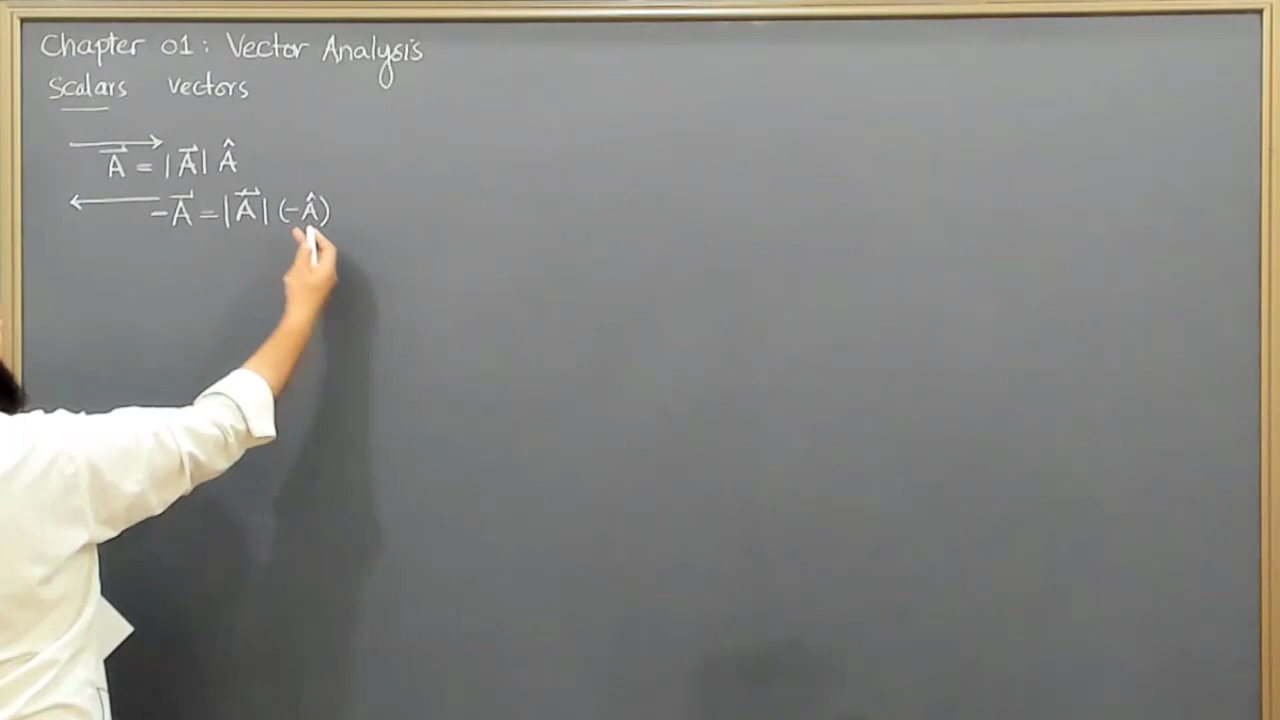 Chapter 01: Vector Analysis
Scalars vectors
A⃗ = |A⃗| Â
-A⃗ = |A⃗| (-Â)